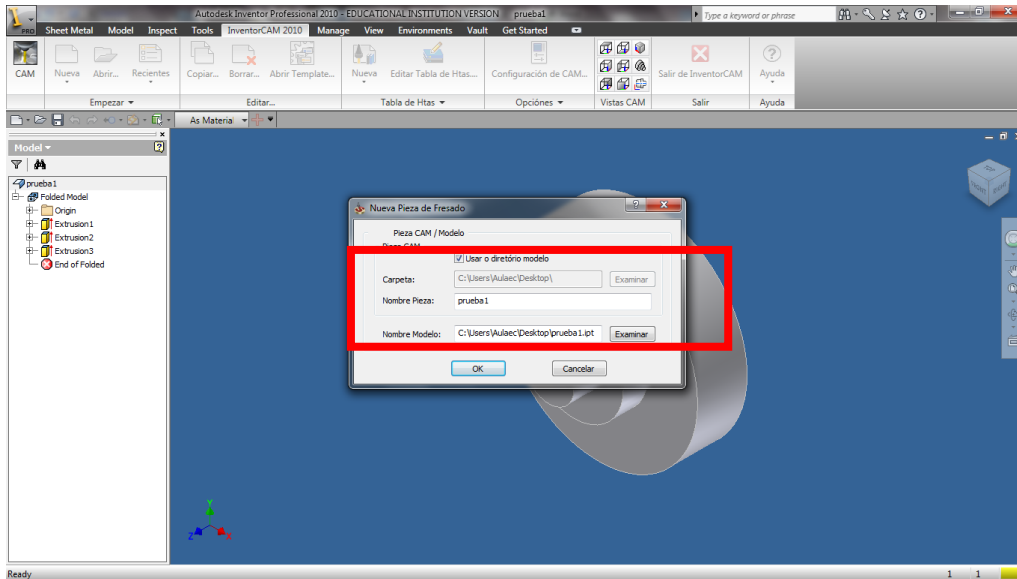 Autodesk Inventor Professional 2010 - EDUCATIONAL INSTITUTION VERSION prueba1
Type a keyword or phrase
PRO Sheet Metal Model Inspect Tools InventorCAM 2010 Manage View Environments Vault Get Started
CAM Nueva Abrir... Recientes Copiar... Borrar... Abrir Template... Nueva Editar Tabla de Htas.... Configuración de CAM... Salir de InventorCAM Ayuda
Empezar Editar... Tabla de Htas Opciónes Vistas CAM Salir Ayuda
As Material
Model
prueba1
Folded Model
Origin
Extrusion1
Extrusion2
Extrusion3
End of Folded
Nueva Pieza de Fresado
Pieza CAM / Modelo
Pieza CAM
Usar o diretório modelo
Carpeta: C:\Users\Aulaec\Desktop\ Examinar
Nombre Pieza: prueba1
Nombre Modelo: C:\Users\Aulaec\Desktop\prueba1.ipt Examinar
OK Cancelar
Y
Z X
Ready 1 1